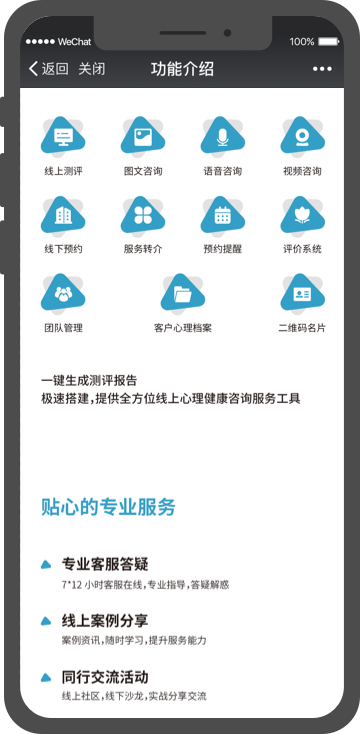 WeChat 100%
返回 关闭 功能介绍
线上测评 图文咨询 语音咨询 视频咨询
线下预约 服务转介 预约提醒 评价系统
团队管理 客户心理档案 二维码名片
一键生成测评报告
极速搭建，提供全方位线上心理健康咨询服务工具
贴心的专业服务
专业客服答疑
7*12 小时客服在线，专业指导，答疑解惑
线上案例分享
案例资讯，随时学习，提升服务能力
同行交流活动
线上社区，线下沙龙，实战分享交流